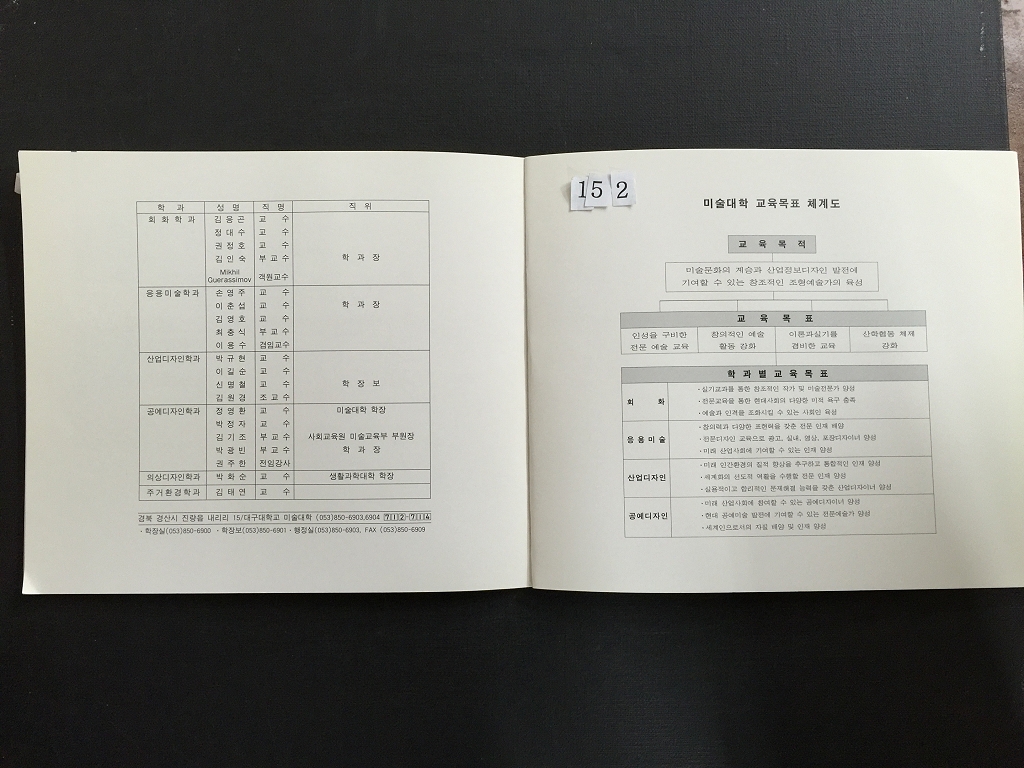 학 과 성 명 직 명 직 위
회 화 학 과 김 응 곤 교 수
정 대 수 교 수
권 정 호 교 수
김 인 숙 부 교 수 학 과 장
Mikhil
Guerassimov 객원교수
응용미술학과 손 영 주 교 수
이 춘 섭 교 수 학 과 장
김 영 호 교 수
최 충 식 부 교 수
이 용 수 겸임교수
산업디자인학과 박 규 현 교 수
이 길 순 교 수
신 명 철 교 수 학 장 보
김 원 경 조 교 수
공예디자인학과 정 영 환 교 수 미술대학 학장
박 정 자 교 수
김 기 조 부 교 수 사회교육원 미술교육부 부원장
박 광 빈 부 교 수 학 과 장
권 주 한 전임강사
의상디자인학과 박 화 순 교 수 생활과학대학 학장
주거환경학과 김 태 연 교 수
경북 경산시 진량읍 내리리 15/대구대학교 미술대학 (053)850-6903,6904 712-714
· 학장실(053)850-6900 · 학장보(053)850-6901 · 행정실(053)850-6903, FAX (053)850-6909
15 2
미술대학 교육목표 체계도
교 육 목 적
미술문화의 계승과 산업정보디자인 발전에
기여할 수 있는 창조적인 조형예술가의 육성
교 육 목 표
인성을 구비한 창의적인 예술 이론과실기를 산학협동 체제
전문 예술 교육 활동 강화 겸비한 교육 강화
학 과 별 교 육 목 표
회 화
· 실기교과를 통한 창조적인 작가 및 미술전문가 양성
· 전문교육을 통한 현대사회의 다양한 미적 욕구 충족
· 예술과 인격을 조화시킬 수 있는 사회인 육성
응 용 미 술
· 창의력과 다양한 표현력을 갖춘 전문 인재 배양
· 전문디자인 교육으로 광고, 실내, 영상, 포장디자이너 양성
· 미래 산업사회에 기여할 수 있는 인재 양성
산업디자인
· 미래 인간환경의 질적 향상을 추구하고 통합적인 인재 양성
· 세계화의 선도적 역할을 수행할 전문 인재 양성
· 실용적이고 합리적인 문제해결 능력을 갖춘 산업디자이너 양성
공예디자인
· 미래 산업사회에 참여할 수 있는 공예디자이너 양성
· 현대 공예미술 발전에 기여할 수 있는 전문예술가 양성
· 세계인으로서의 자질 배양 및 인재 양성